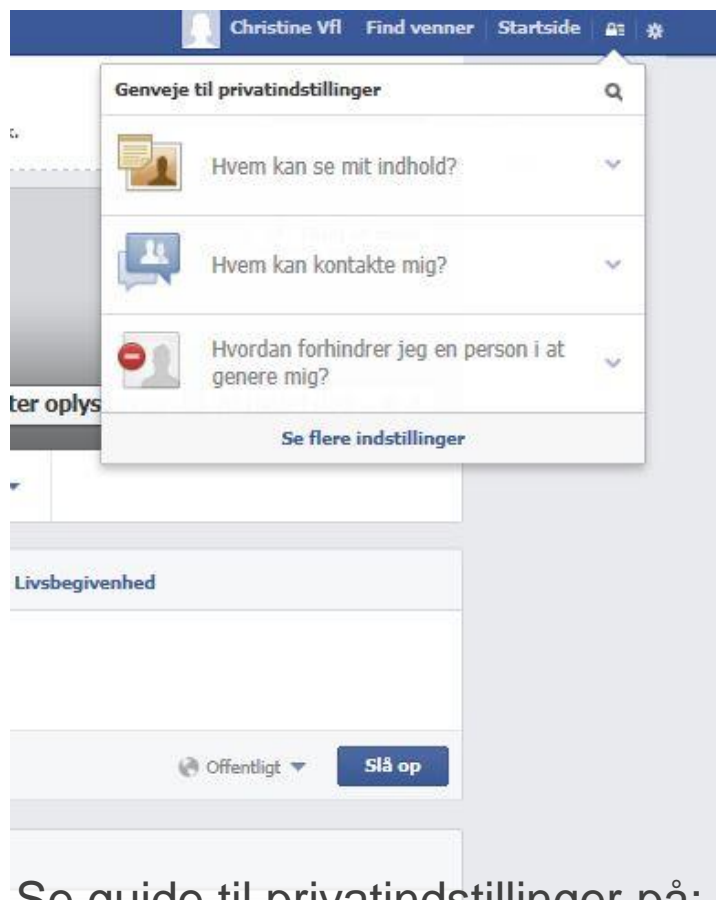 Christine Vfl Find venner Startside
Genveje til privatindstillinger
Hvem kan se mit indhold?
Hvem kan kontakte mig?
Hvordan forhindrer jeg en person i at
genere mig?
Se flere indstillinger
ter oplys
Livsbegivenhed
Offentligt Slå op
Se guide til privatindstillinger på: